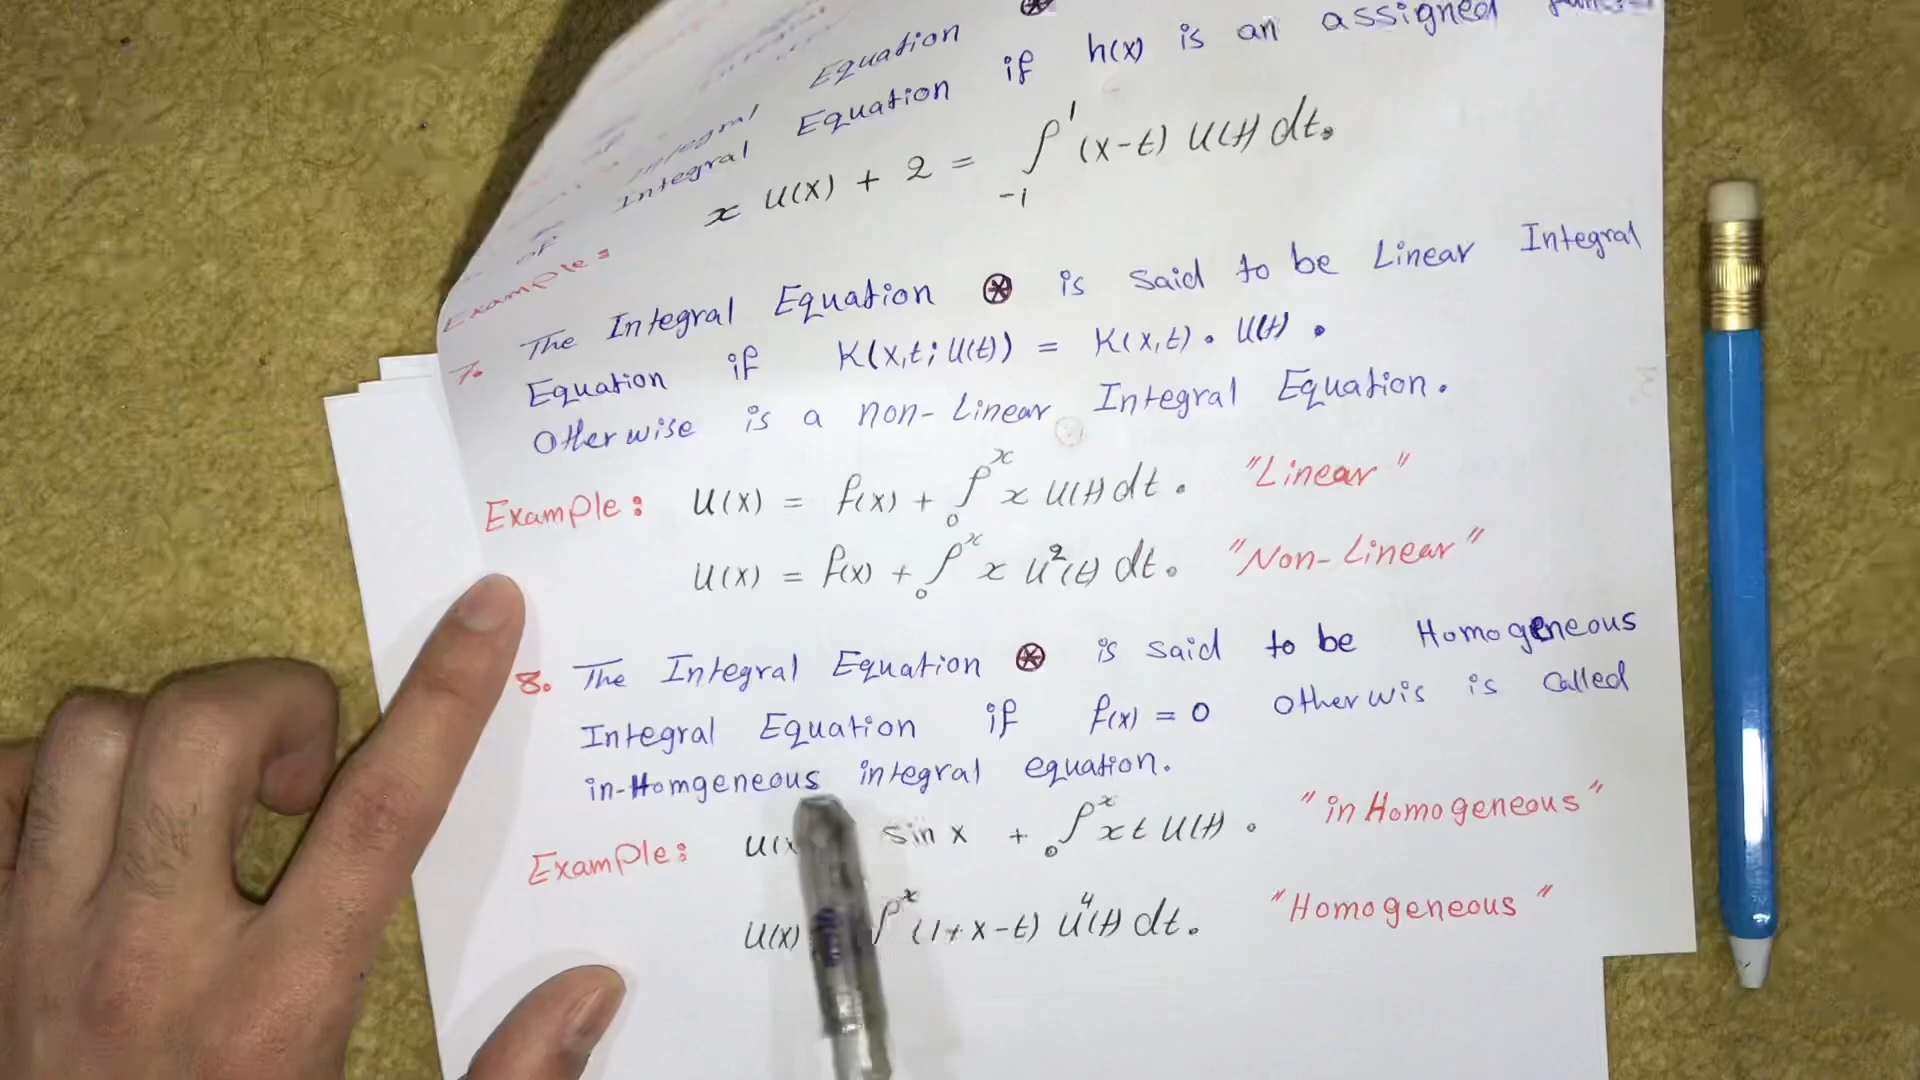 Equation ⊛
Integral Equation if h(x) is an assigned
x u(x) + 2 = ∫₋₁¹ (x-t) u(t) dt.
Example:
7. The Integral Equation ⊛ is said to be Linear Integral
Equation if K(x,t; u(t)) = K(x,t). u(t).
Otherwise is a non-Linear Integral Equation.
Example: u(x) = f(x) + ∫₀ˣ x u(t) dt. "Linear"
u(x) = f(x) + ∫₀ˣ x u²(t) dt. "Non-Linear"
8. The Integral Equation ⊛ is said to be Homogeneous
Integral Equation if f(x) = 0 otherwis is called
in-Homgeneous integral equation.
Example: u(x sin x + ∫₀ˣ x t u(t). "in Homogeneous"
u(x) ∫ˣ (1+x-t) u⁴(t) dt. "Homogeneous"